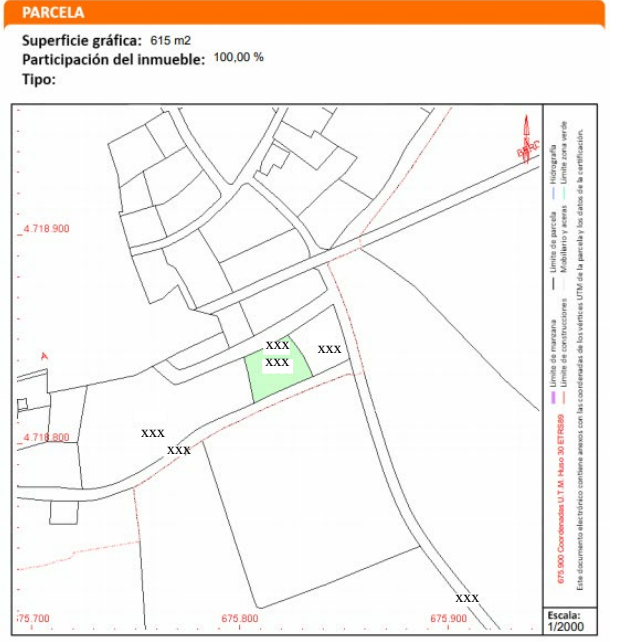 PARCELA
Superficie gráfica: 615 m2
Participación del inmueble: 100,00 %
Tipo:
4.718.900
xxx
xxx
xxx
A
4.718.800
xxx
xxx
xxx
675.800
675.900
Límite de manzana
Límite de parcela
Hidrografía
Límite de construcciones
Mobiliario y aceras
Límite zona verde
675.900 Coordenadas U.T.M. Huso 30 ETRS89
Este documento electrónico contiene anexos con las coordenadas de los vértices UTM de la parcela y los datos de la certificación.
Escala:
1/2000